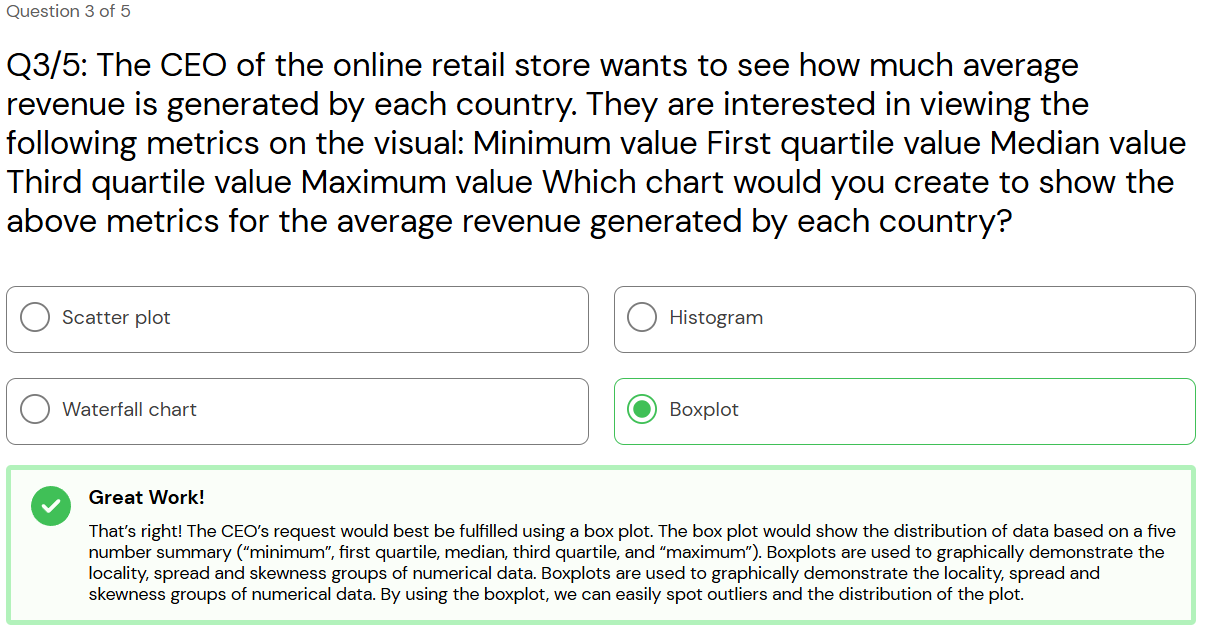 Question 3 of 5
Q3/5: The CEO of the online retail store wants to see how much average
revenue is generated by each country. They are interested in viewing the
following metrics on the visual: Minimum value First quartile value Median value
Third quartile value Maximum value Which chart would you create to show the
above metrics for the average revenue generated by each country?
Scatter plot
Histogram
Waterfall chart
Boxplot
Great Work!
That’s right! The CEO’s request would best be fulfilled using a box plot. The box plot would show the distribution of data based on a five
number summary (“minimum”, first quartile, median, third quartile, and “maximum”). Boxplots are used to graphically demonstrate the
locality, spread and skewness groups of numerical data. Boxplots are used to graphically demonstrate the locality, spread and
skewness groups of numerical data. By using the boxplot, we can easily spot outliers and the distribution of the plot.